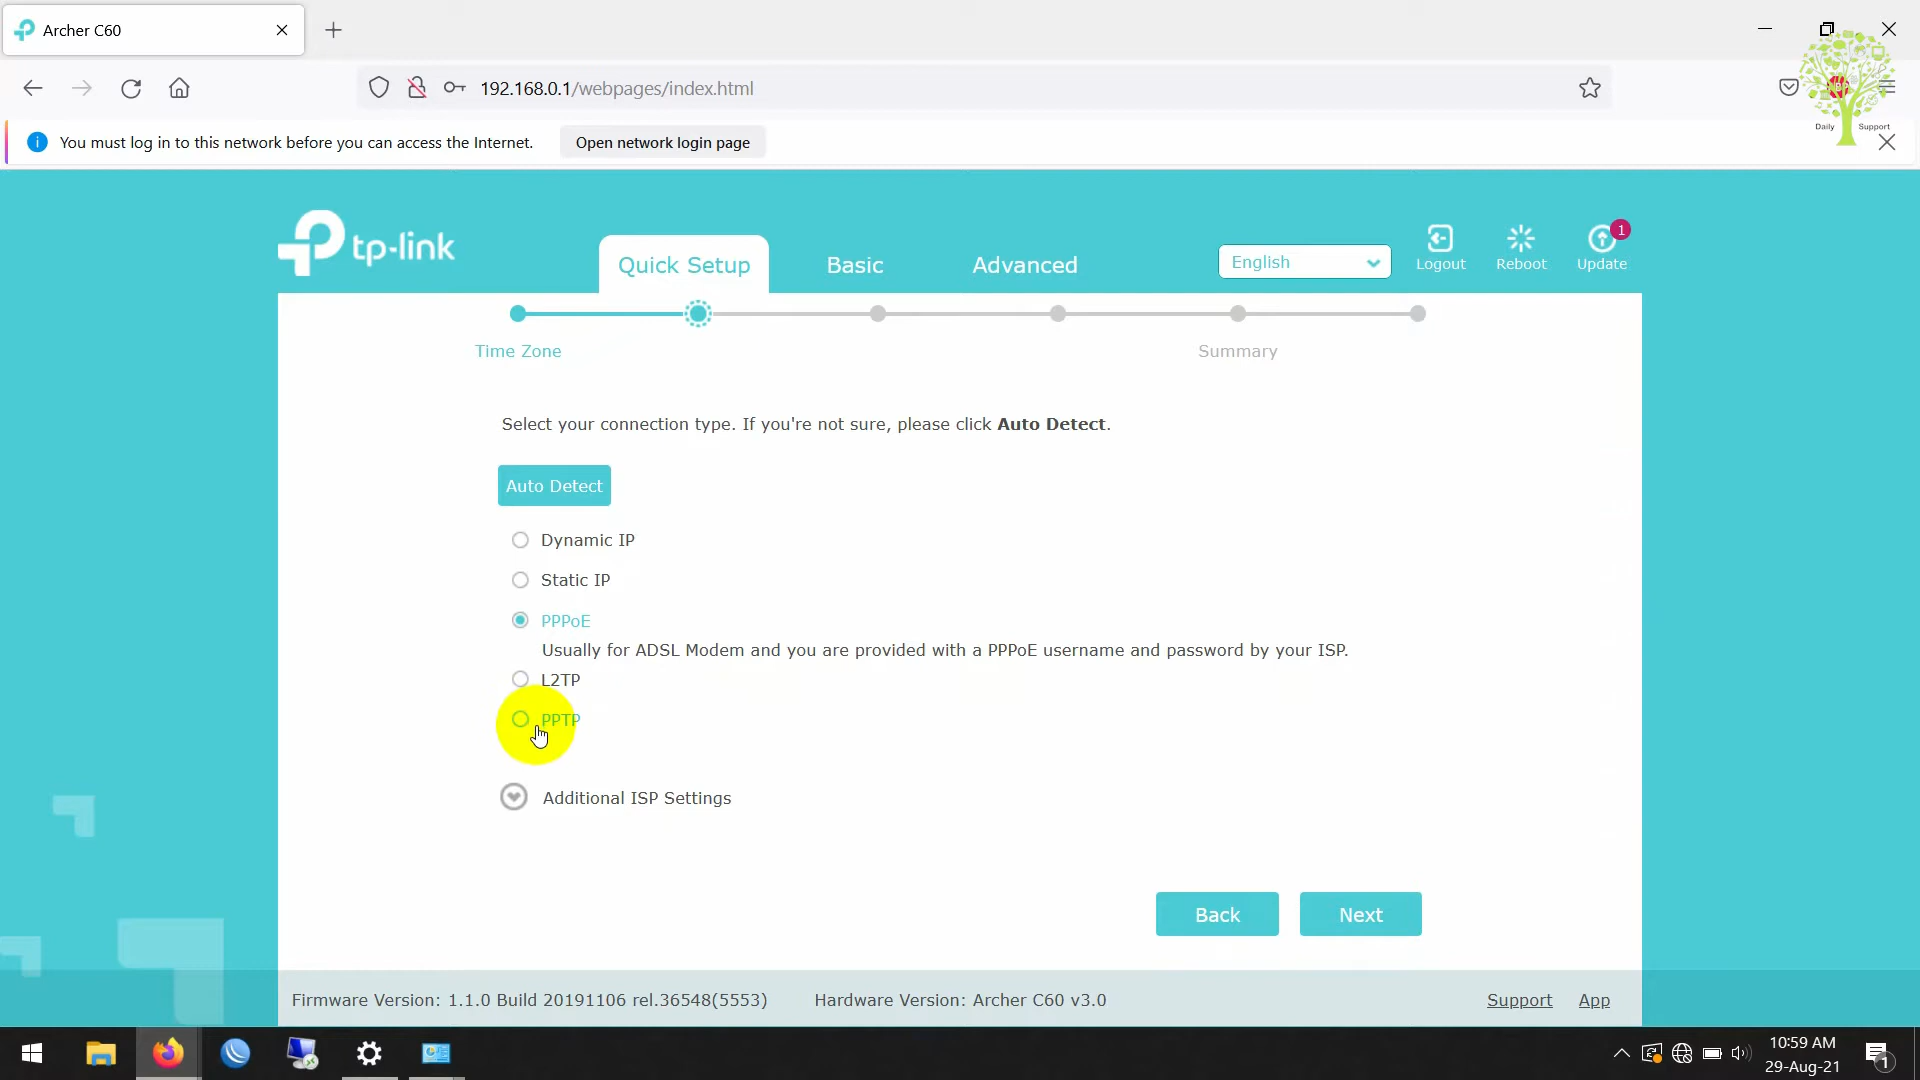 Archer C60
192.168.0.1/webpages/index.html
Daily Support
You must log in to this network before you can access the Internet.
Open network login page
tp-link
Quick Setup
Basic
Advanced
English
Logout
Reboot
Update
1
Time Zone
Summary
Select your connection type. If you're not sure, please click Auto Detect.
Auto Detect
Dynamic IP
Static IP
PPPoE
Usually for ADSL Modem and you are provided with a PPPoE username and password by your ISP.
L2TP
PPTP
Additional ISP Settings
Back
Next
Firmware Version: 1.1.0 Build 20191106 rel.36548(5553)
Hardware Version: Archer C60 v3.0
Support
App
10:59 AM
29-Aug-21
1